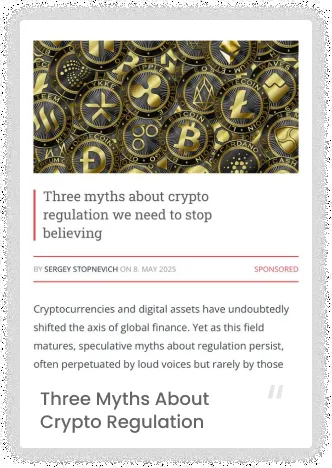 Three myths about crypto
regulation we need to stop
believing
BY SERGEY STOPNEVICH ON 8. MAY 2025
SPONSORED
Cryptocurrencies and digital assets have undoubtedly
shifted the axis of global finance. Yet as this field
matures, speculative myths about regulation persist,
often perpetuated by loud voices but rarely by those
Three Myths About
Crypto Regulation
"